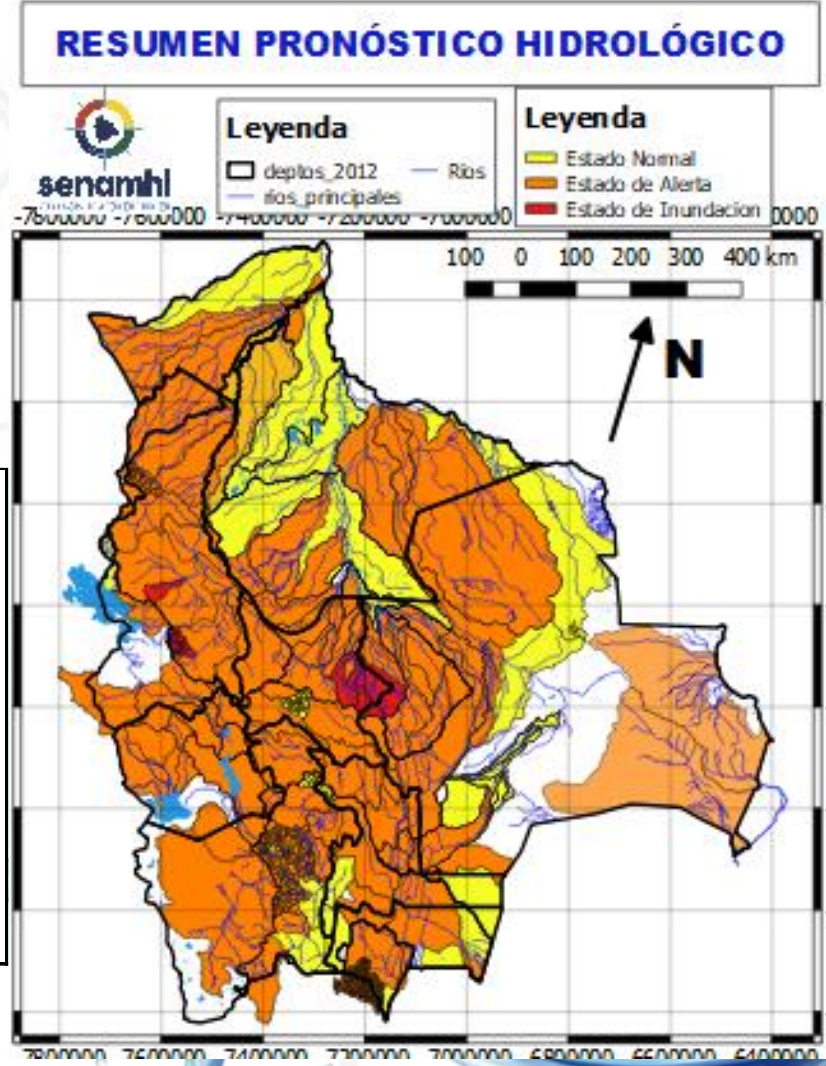 RESUMEN PRONÓSTICO HIDROLÓGICO
senamhi
Leyenda
deptos_2012
Rios
rios_principales
Leyenda
Estado Normal
Estado de Alerta
Estado de Inundacion
-7800000 -7600000 -7400000 -7200000 -7000000
100 0 100 200 300 400 km
N
-7800000 -7600000 -7400000 -7200000 -7000000 -6800000 -6600000 -6400000